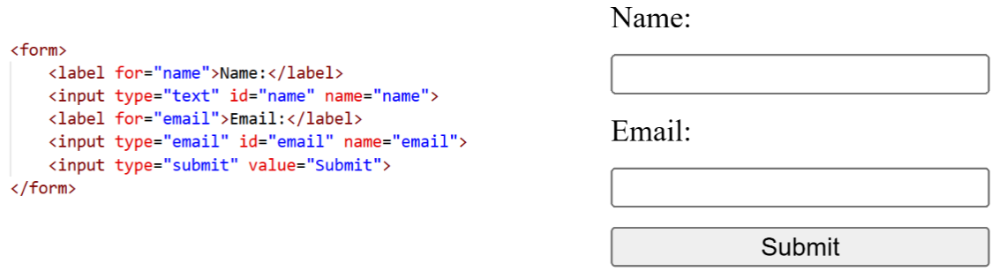 <form>
<label for="name">Name:</label>
<input type="text" id="name" name="name">
<label for="email">Email:</label>
<input type="email" id="email" name="email">
<input type="submit" value="Submit">
</form>
Name:
Email:
Submit